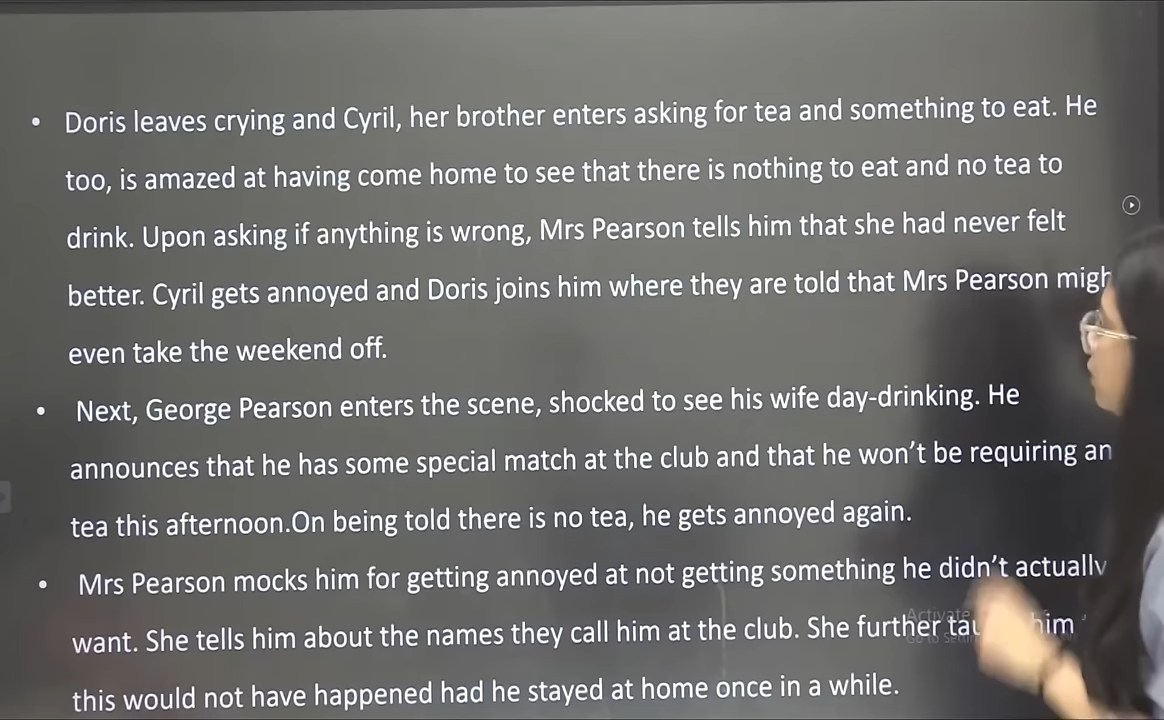 • Doris leaves crying and Cyril, her brother enters asking for tea and something to eat. He
too, is amazed at having come home to see that there is nothing to eat and no tea to
drink. Upon asking if anything is wrong, Mrs Pearson tells him that she had never felt
better. Cyril gets annoyed and Doris joins him where they are told that Mrs Pearson
even take the weekend off.
• Next, George Pearson enters the scene, shocked to see his wife day-drinking. He
announces that he has some special match at the club and that he won’t be requiring
tea this afternoon.On being told there is no tea, he gets annoyed again.
• Mrs Pearson mocks him for getting annoyed at not getting something he didn’t actually
want. She tells him about the names they call him at the club. She further him
this would not have happened had he stayed at home once in a while.
Activate